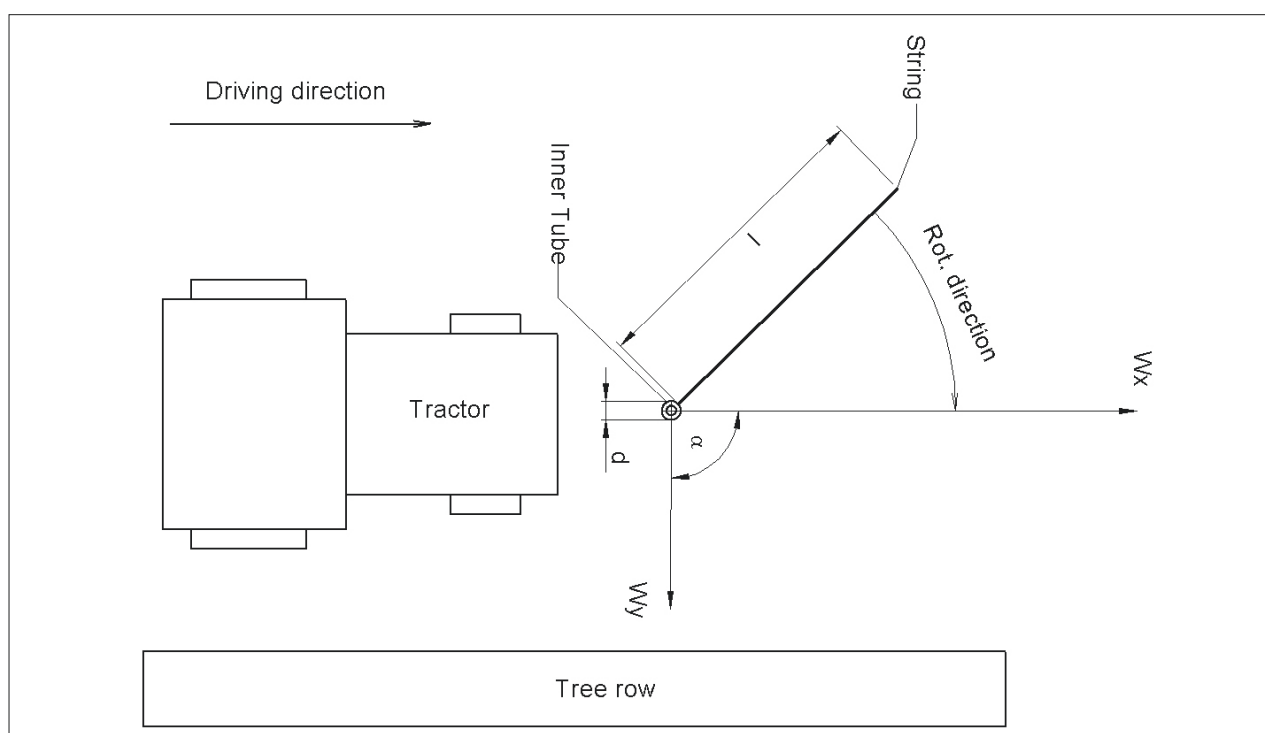 Driving direction
String
Inner Tube
l
Rot. direction
Wx
Tractor
α
d
Wy
Tree row